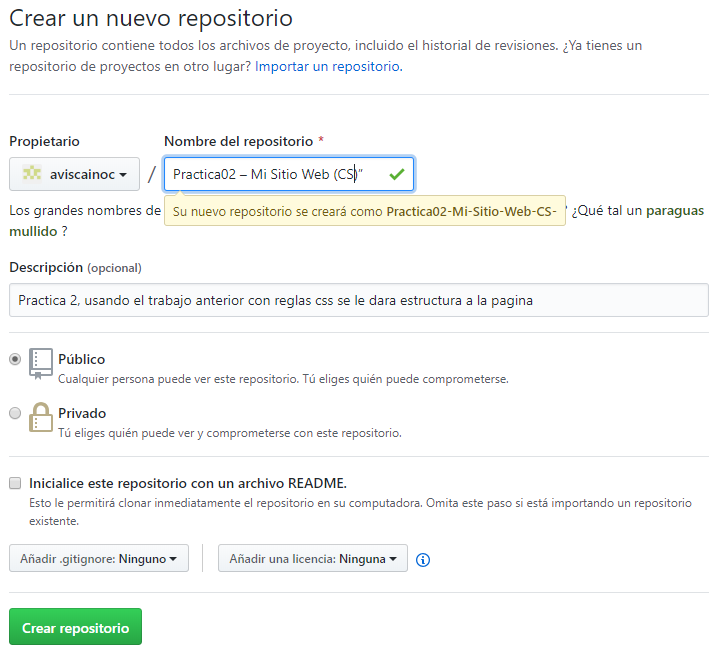 Crear un nuevo repositorio
Un repositorio contiene todos los archivos de proyecto, incluido el historial de revisiones. ¿Ya tienes un
repositorio de proyectos en otro lugar? Importar un repositorio.
Propietario
Nombre del repositorio *
aviscainoc
/
Practica02 – Mi Sitio Web (CS)"
Los grandes nombres de
Su nuevo repositorio se creará como Practica02-Mi-Sitio-Web-CS-
? ¿Qué tal un paraguas
mullido ?
Descripción (opcional)
Practica 2, usando el trabajo anterior con reglas css se le dara estructura a la pagina
Público
Cualquier persona puede ver este repositorio. Tú eliges quién puede comprometerse.
Privado
Tú eliges quién puede ver y comprometerse con este repositorio.
Inicialice este repositorio con un archivo README.
Esto le permitirá clonar inmediatamente el repositorio en su computadora. Omita este paso si está importando un repositorio
existente.
Añadir .gitignore: Ninguno
Añadir una licencia: Ninguna
Crear repositorio